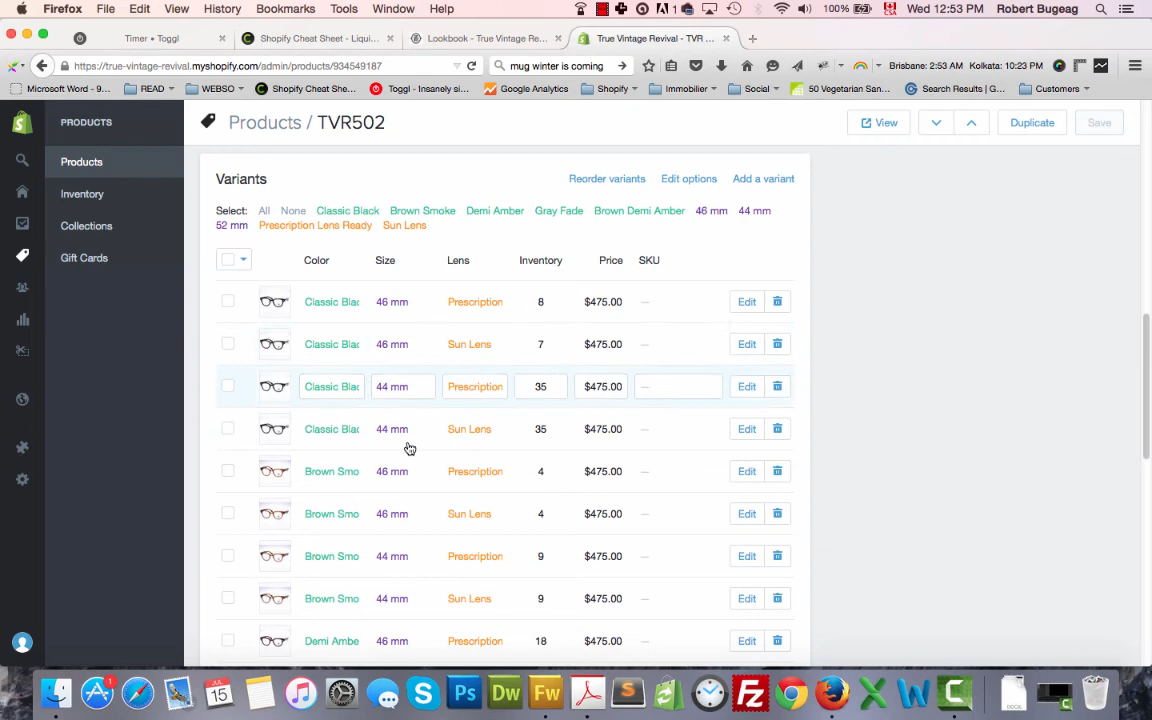 Firefox File Edit View History Bookmarks Tools Window Help 1 100% Wed 12:53 PM Robert Bugeag
Timer • Toggl × Shopify Cheat Sheet - Liqui... × Lookbook - True Vintage Re... × True Vintage Revival - TVR ... × +
https://true-vintage-revival.myshopify.com/admin/products/934549187 mug winter is coming Brisbane: 2:53 AM Kolkata: 10:23 PM
Microsoft Word - 9... READ WEBSO Shopify Cheat Shee... Toggl - Insanely si... Google Analytics Shopify Immobilier Social 50 Vegetarian San... Search Results | G... Customers
PRODUCTS
Products
Inventory
Collections
Gift Cards
Products / TVR502 View Duplicate Save
Variants Reorder variants Edit options Add a variant
Select: All None Classic Black Brown Smoke Demi Amber Gray Fade Brown Demi Amber 46 mm 44 mm
52 mm Prescription Lens Ready Sun Lens
Color Size Lens Inventory Price SKU
Classic Blac 46 mm Prescription 8 $475.00 — Edit
Classic Blac 46 mm Sun Lens 7 $475.00 — Edit
Classic Blac 44 mm Prescription 35 $475.00 — Edit
Classic Blac 44 mm Sun Lens 35 $475.00 — Edit
Brown Smo 46 mm Prescription 4 $475.00 — Edit
Brown Smo 46 mm Sun Lens 4 $475.00 — Edit
Brown Smo 44 mm Prescription 9 $475.00 — Edit
Brown Smo 44 mm Sun Lens 9 $475.00 — Edit
Demi Ambe 46 mm Prescription 18 $475.00 — Edit
1 JUL 15 Ps Dw Fw Fz DOCX